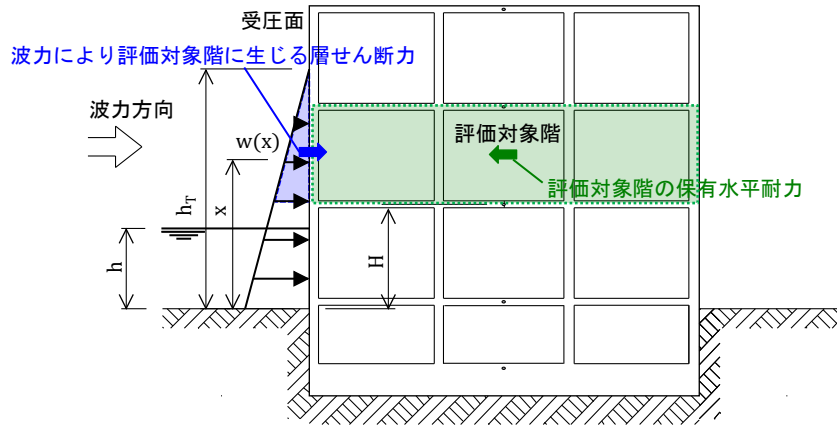 受圧面
波力により評価対象階に生じる層せん断力
波力方向
w(x)
評価対象階
評価対象階の保有水平耐力
hT
x
h
H